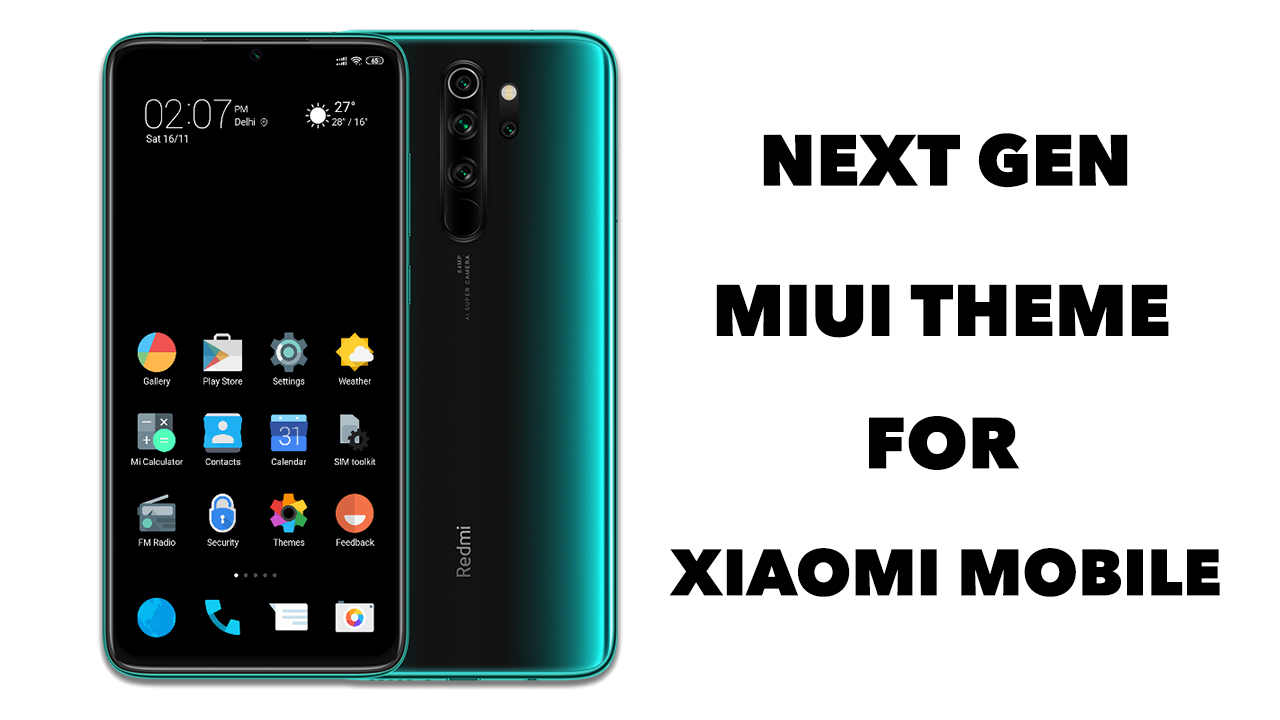 65
02:07 PM
Delhi
Sat 16/11
27°
28° / 16°
Gallery
Play Store
Settings
Weather
Mi Calculator
Contacts
31
Calendar
SIM toolkit
FM Radio
Security
Themes
Feedback
64MP
AI SUPER CAMERA
Redmi
NEXT GEN
MIUI THEME
FOR
XIAOMI MOBILE